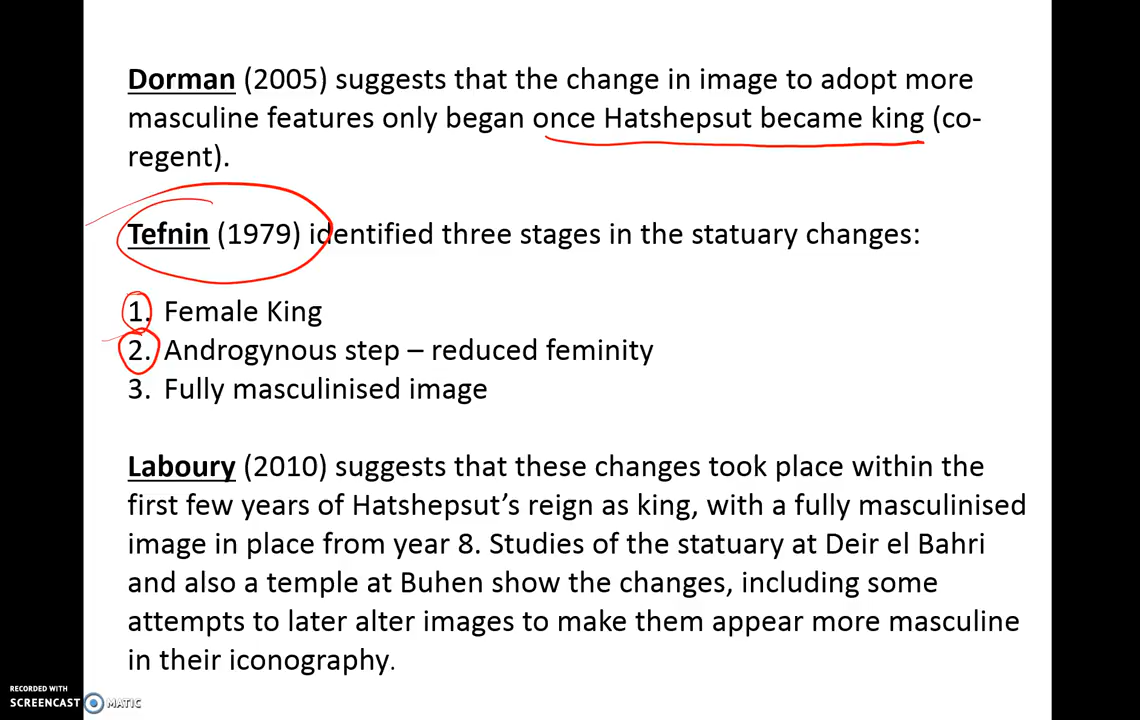 Dorman (2005) suggests that the change in image to adopt more
masculine features only began once Hatshepsut became king (co-
regent).
Tefnin (1979) identified three stages in the statuary changes:
1. Female King
2. Androgynous step – reduced feminity
3. Fully masculinised image
Laboury (2010) suggests that these changes took place within the
first few years of Hatshepsut’s reign as king, with a fully masculinised
image in place from year 8. Studies of the statuary at Deir el Bahri
and also a temple at Buhen show the changes, including some
attempts to later alter images to make them appear more masculine
in their iconography.
RECORDED WITH
SCREENCAST MATIC